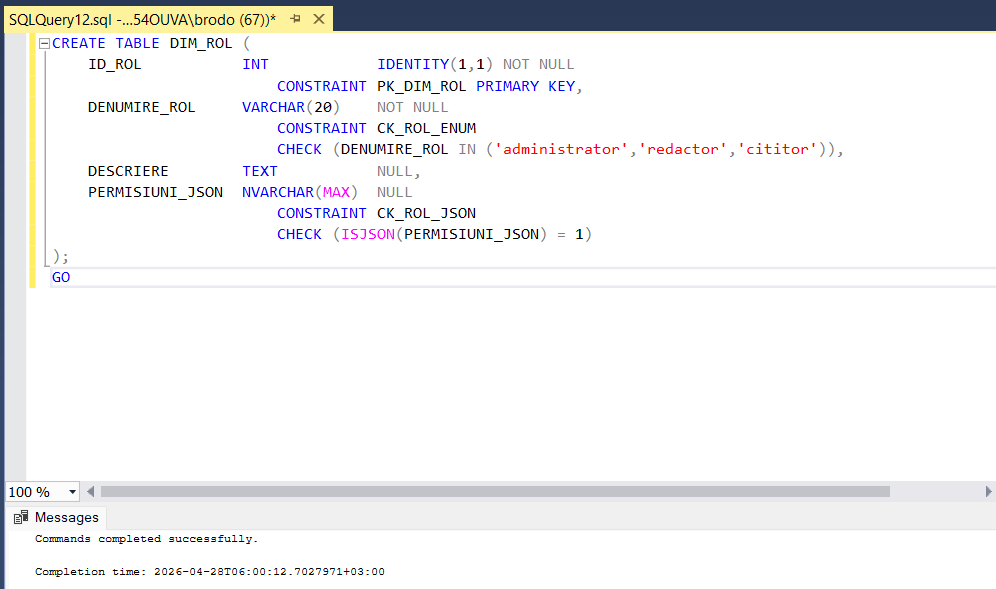 SQLQuery12.sql -...54OUVA\brodo (67))*
CREATE TABLE DIM_ROL (
    ID_ROL           INT            IDENTITY(1,1) NOT NULL
                         CONSTRAINT PK_DIM_ROL PRIMARY KEY,
    DENUMIRE_ROL     VARCHAR(20)    NOT NULL
                         CONSTRAINT CK_ROL_ENUM
                         CHECK (DENUMIRE_ROL IN ('administrator','redactor','cititor')),
    DESCRIERE        TEXT           NULL,
    PERMISIUNI_JSON  NVARCHAR(MAX)  NULL
                         CONSTRAINT CK_ROL_JSON
                         CHECK (ISJSON(PERMISIUNI_JSON) = 1)
);
GO
100 %
Messages
Commands completed successfully.
Completion time: 2026-04-28T06:00:12.7027971+03:00